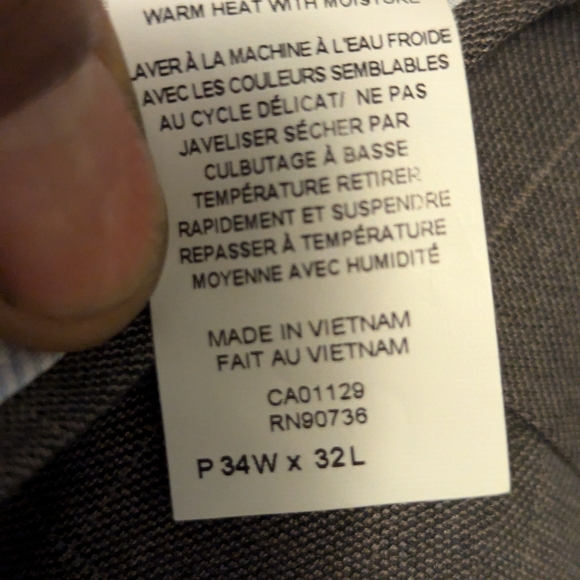 WARM HEAT WITH MOISTURE
LAVER À LA MACHINE À L'EAU FROIDE
AVEC LES COULEURS SEMBLABLES
AU CYCLE DÉLICAT/ NE PAS
JAVELISER SÉCHER PAR
CULBUTAGE À BASSE
TEMPÉRATURE RETIRER
RAPIDEMENT ET SUSPENDRE
REPASSER À TEMPÉRATURE
MOYENNE AVEC HUMIDITÉ
MADE IN VIETNAM
FAIT AU VIETNAM
CA01129
RN90736
P 34W x 32L